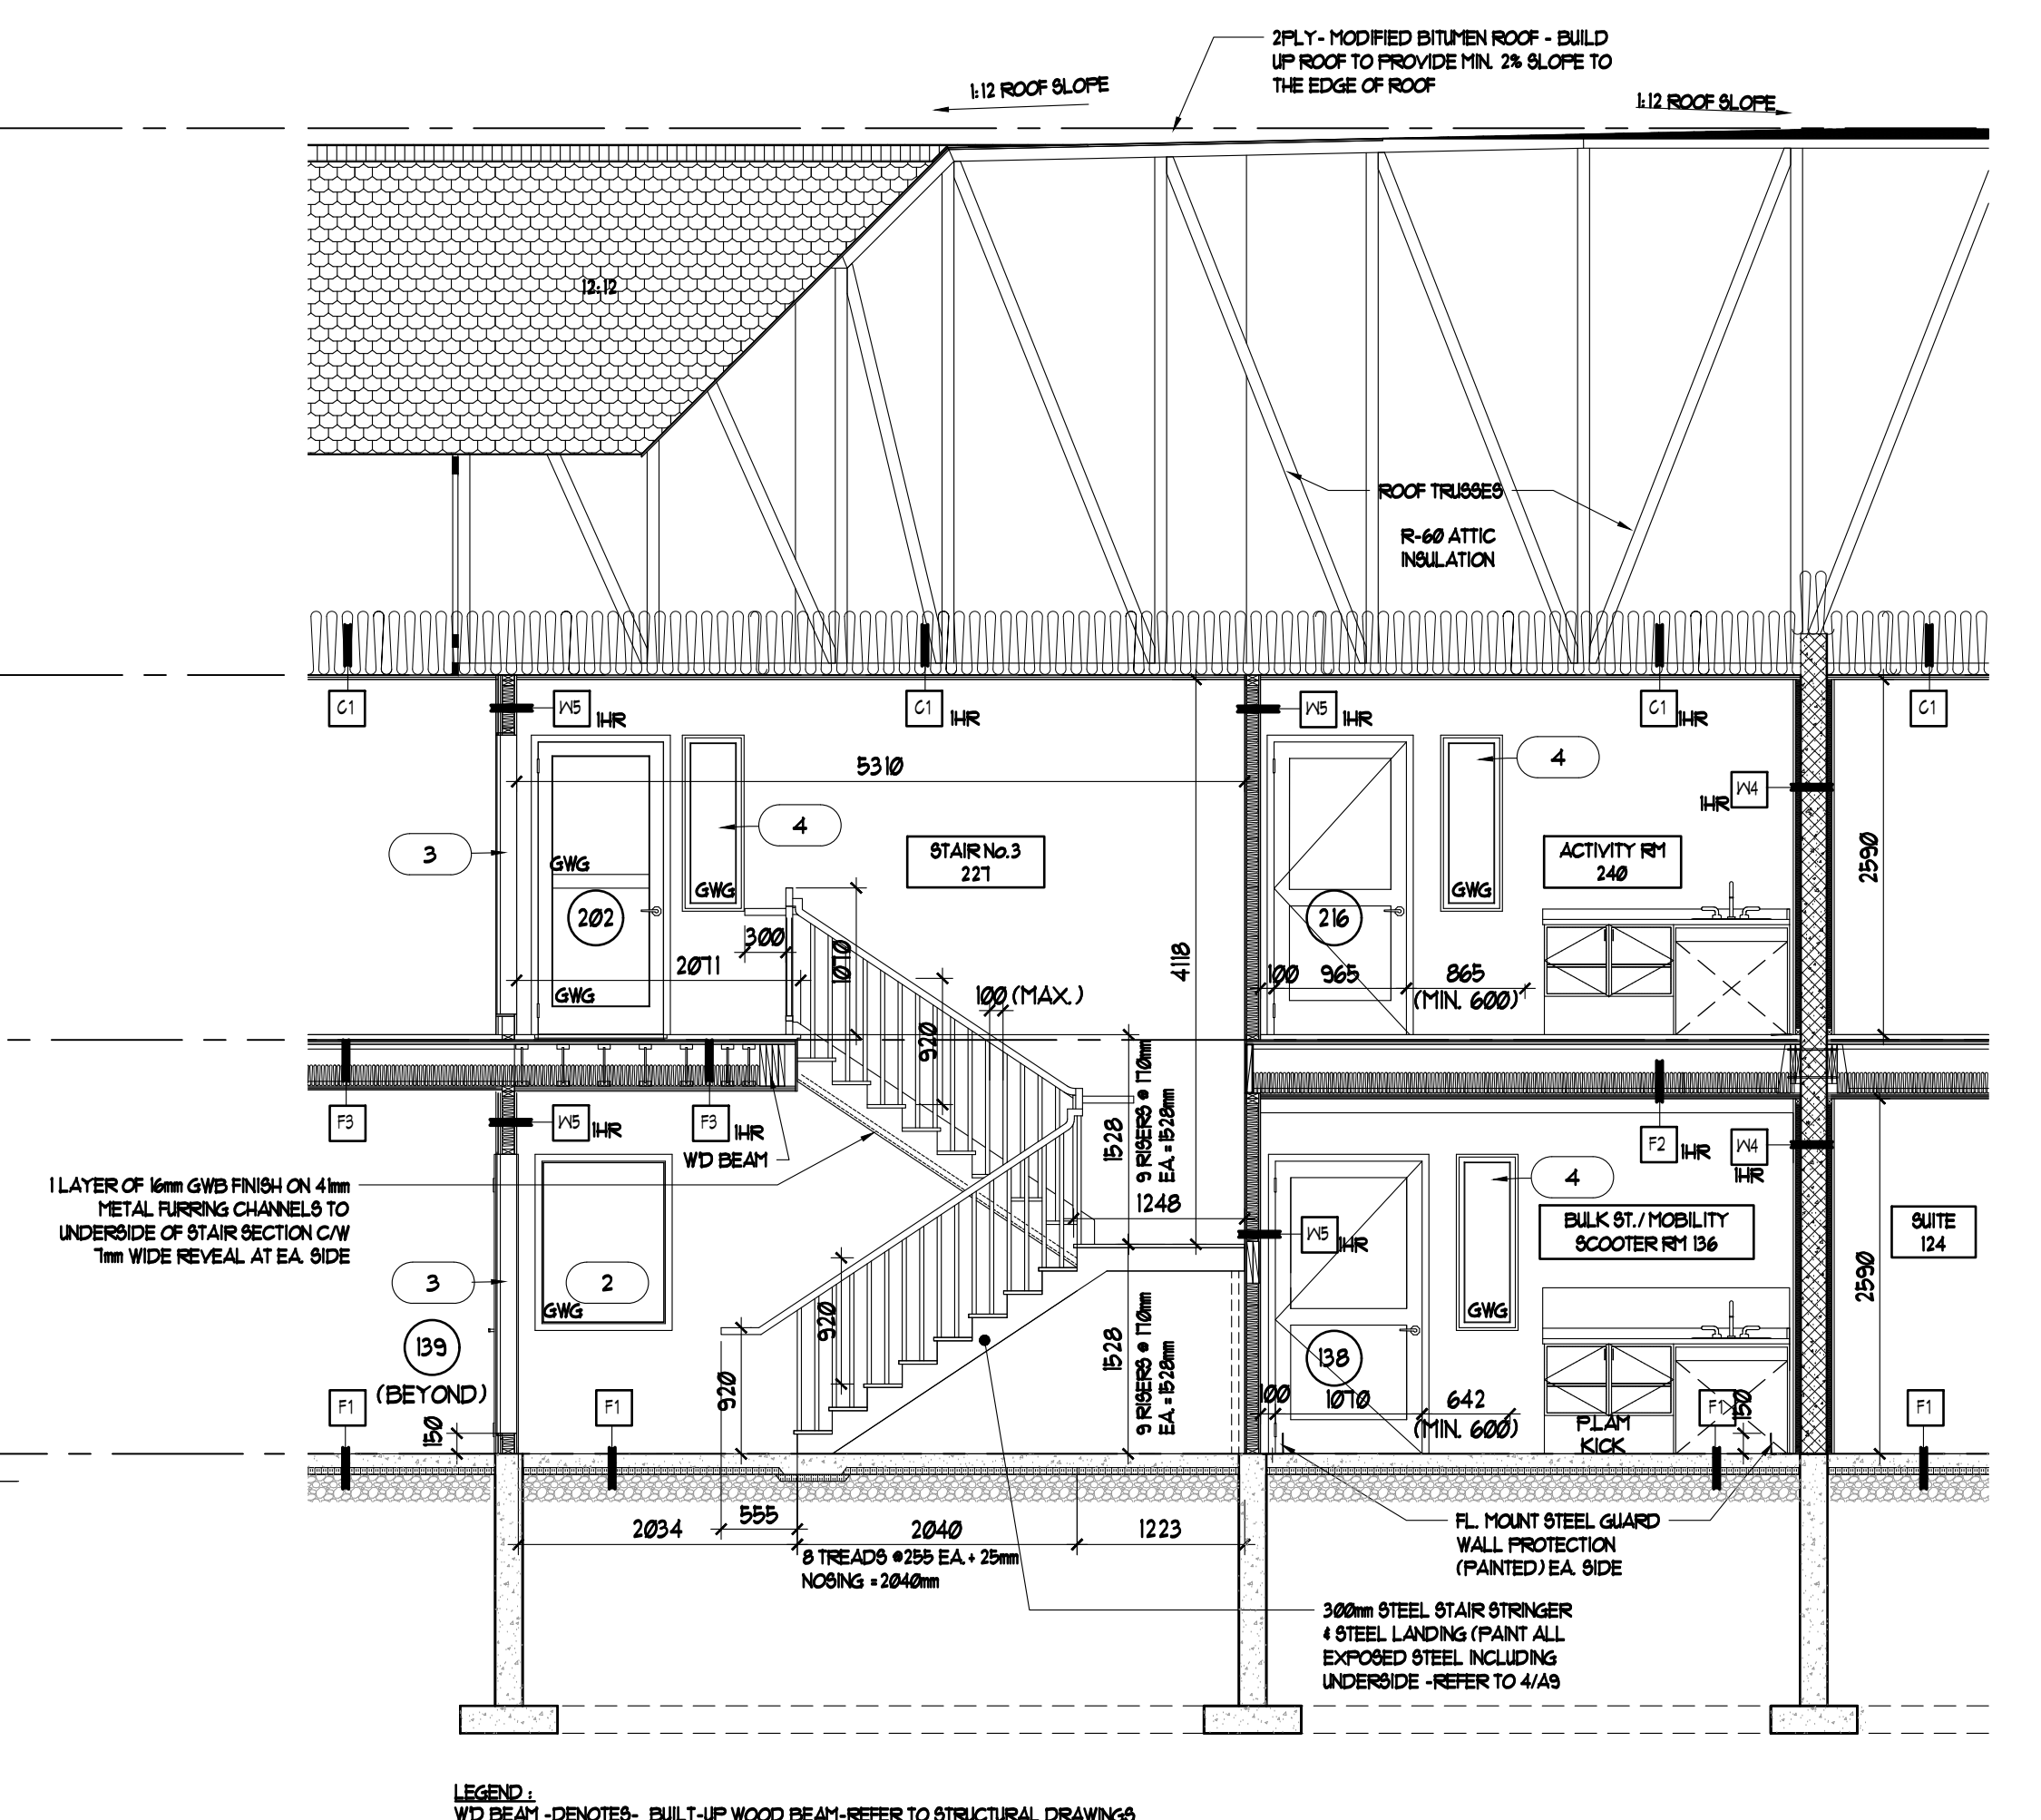 2PLY- MODIFIED BITUMEN ROOF - BUILD
UP ROOF TO PROVIDE MIN. 2% SLOPE TO
THE EDGE OF ROOF
1:12 ROOF SLOPE
1:12 ROOF SLOPE
12:12
ROOF TRUSSES
R-60 ATTIC
INSULATION
C1
W5
1HR
C1
1HR
W5
1HR
C1
1HR
C1
5310
4
W4
1HR
3
4
GWG
GWG
GWG
STAIR No.3
227
ACTIVITY RM
240
2590
202
216
300
2071
1070
4118
100
965
865
(MIN. 600)
GWG
100 (MAX.)
920
F3
W5
1HR
F3
1HR
W'D BEAM
1528
9 RISERS @ 170mm
EA. = 1528mm
F2
1HR
W4
1HR
1 LAYER OF 16mm GWB FINISH ON 41mm
METAL FURRING CHANNELS TO
UNDERSIDE OF STAIR SECTION C/W
7mm WIDE REVEAL AT EA. SIDE
4
1248
W5
1HR
BULK ST./ MOBILITY
SCOOTER RM 136
SUITE
124
3
2
GWG
GWG
2590
139
(BEYOND)
920
920
1528
9 RISERS @ 170mm
EA. = 1528mm
138
100
1070
642
(MIN. 600)
F1
F1
150
P.LAM
KICK
F1
150
F1
555
2034
2040
1223
8 TREADS @255 EA. + 25mm
NOSING = 2040mm
FL. MOUNT STEEL GUARD
WALL PROTECTION
(PAINTED) EA. SIDE
300mm STEEL STAIR STRINGER
& STEEL LANDING (PAINT ALL
EXPOSED STEEL INCLUDING
UNDERSIDE -REFER TO 4/A9
LEGEND :
W'D BEAM -DENOTES- BUILT-UP WOOD BEAM-REFER TO STRUCTURAL DRAWINGS